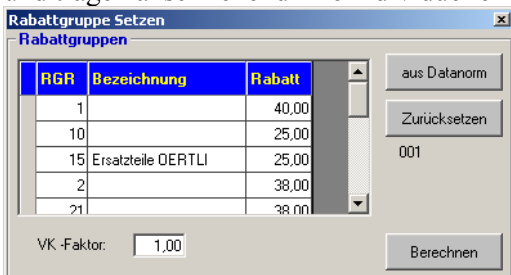 Rabattgruppe Setzen
Rabattgruppen
RGR Bezeichnung Rabatt
1 40,00
10 25,00
15 Ersatzteile OERTLI 25,00
2 38,00
21 38,00
aus Datanorm
Zurücksetzen
001
VK -Faktor: 1,00
Berechnen